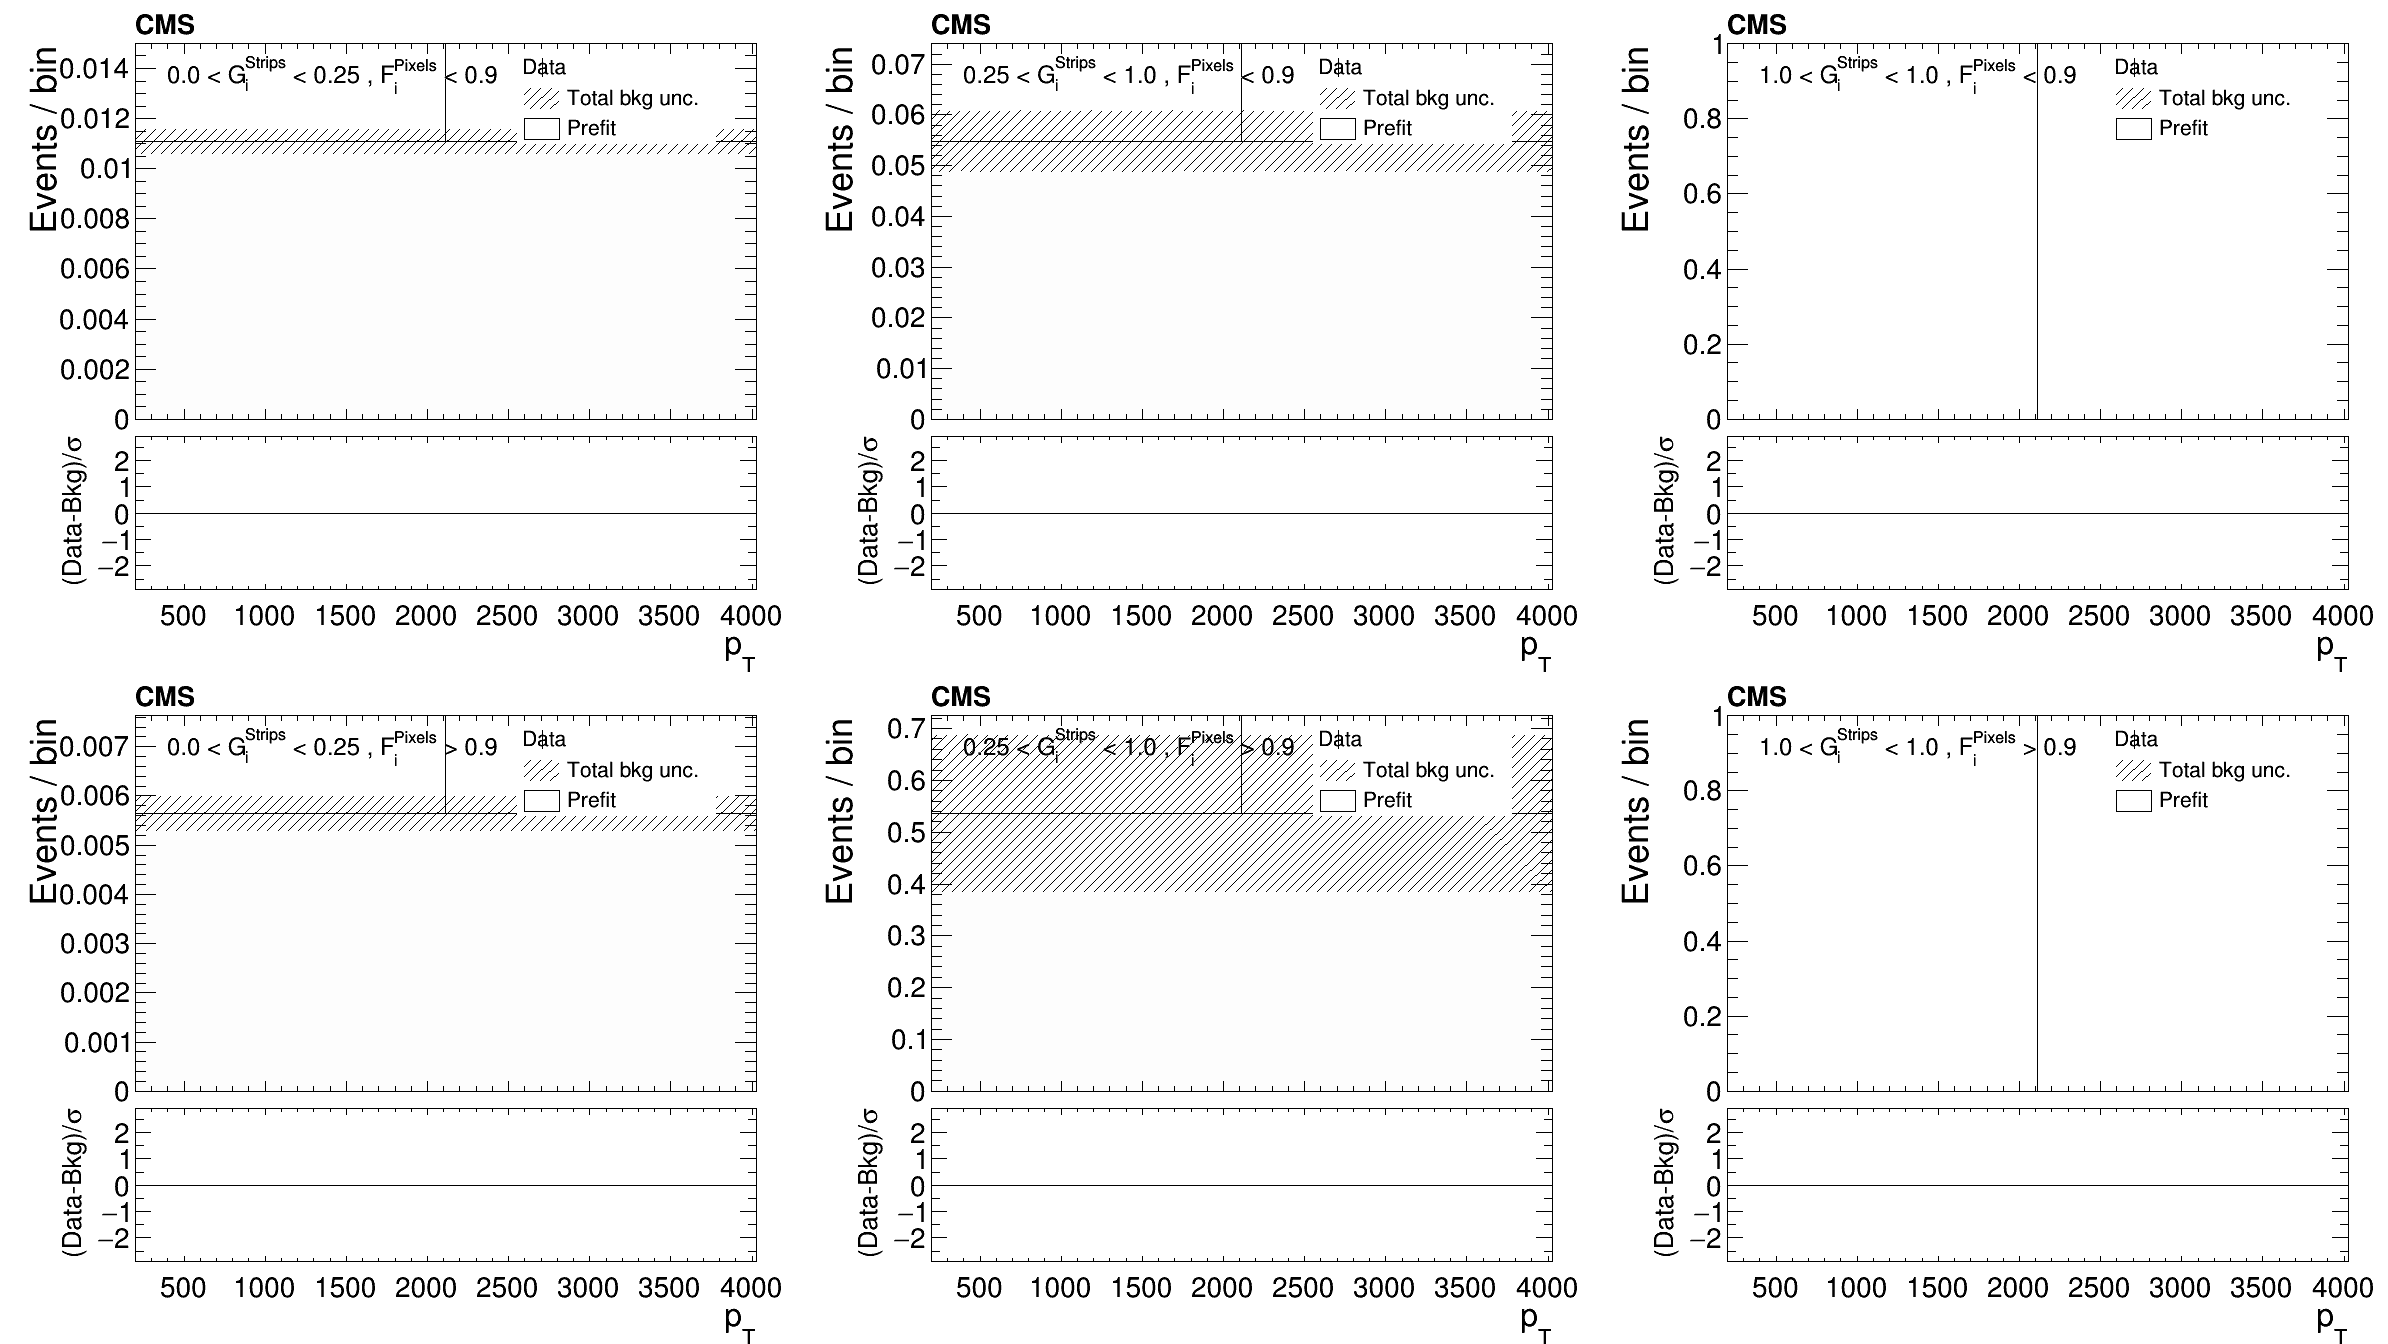 CMS
Events / bin
0.0 < G_i^Strips < 0.25 , F_i^Pixels < 0.9
Data
Total bkg unc.
Prefit
0.014
0.012
0.01
0.008
0.006
0.004
0.002
0
(Data-Bkg)/σ
2
1
0
−1
−2
500 1000 1500 2000 2500 3000 3500 4000
p_T
CMS
Events / bin
0.25 < G_i^Strips < 1.0 , F_i^Pixels < 0.9
Data
Total bkg unc.
Prefit
0.07
0.06
0.05
0.04
0.03
0.02
0.01
0
(Data-Bkg)/σ
2
1
0
−1
−2
500 1000 1500 2000 2500 3000 3500 4000
p_T
CMS
Events / bin
1.0 < G_i^Strips < 1.0 , F_i^Pixels < 0.9
Data
Total bkg unc.
Prefit
1
0.8
0.6
0.4
0.2
0
(Data-Bkg)/σ
2
1
0
−1
−2
500 1000 1500 2000 2500 3000 3500 4000
p_T
CMS
Events / bin
0.0 < G_i^Strips < 0.25 , F_i^Pixels > 0.9
Data
Total bkg unc.
Prefit
0.007
0.006
0.005
0.004
0.003
0.002
0.001
0
(Data-Bkg)/σ
2
1
0
−1
−2
500 1000 1500 2000 2500 3000 3500 4000
p_T
CMS
Events / bin
0.25 < G_i^Strips < 1.0 , F_i^Pixels > 0.9
Data
Total bkg unc.
Prefit
0.7
0.6
0.5
0.4
0.3
0.2
0.1
0
(Data-Bkg)/σ
2
1
0
−1
−2
500 1000 1500 2000 2500 3000 3500 4000
p_T
CMS
Events / bin
1.0 < G_i^Strips < 1.0 , F_i^Pixels > 0.9
Data
Total bkg unc.
Prefit
1
0.8
0.6
0.4
0.2
0
(Data-Bkg)/σ
2
1
0
−1
−2
500 1000 1500 2000 2500 3000 3500 4000
p_T